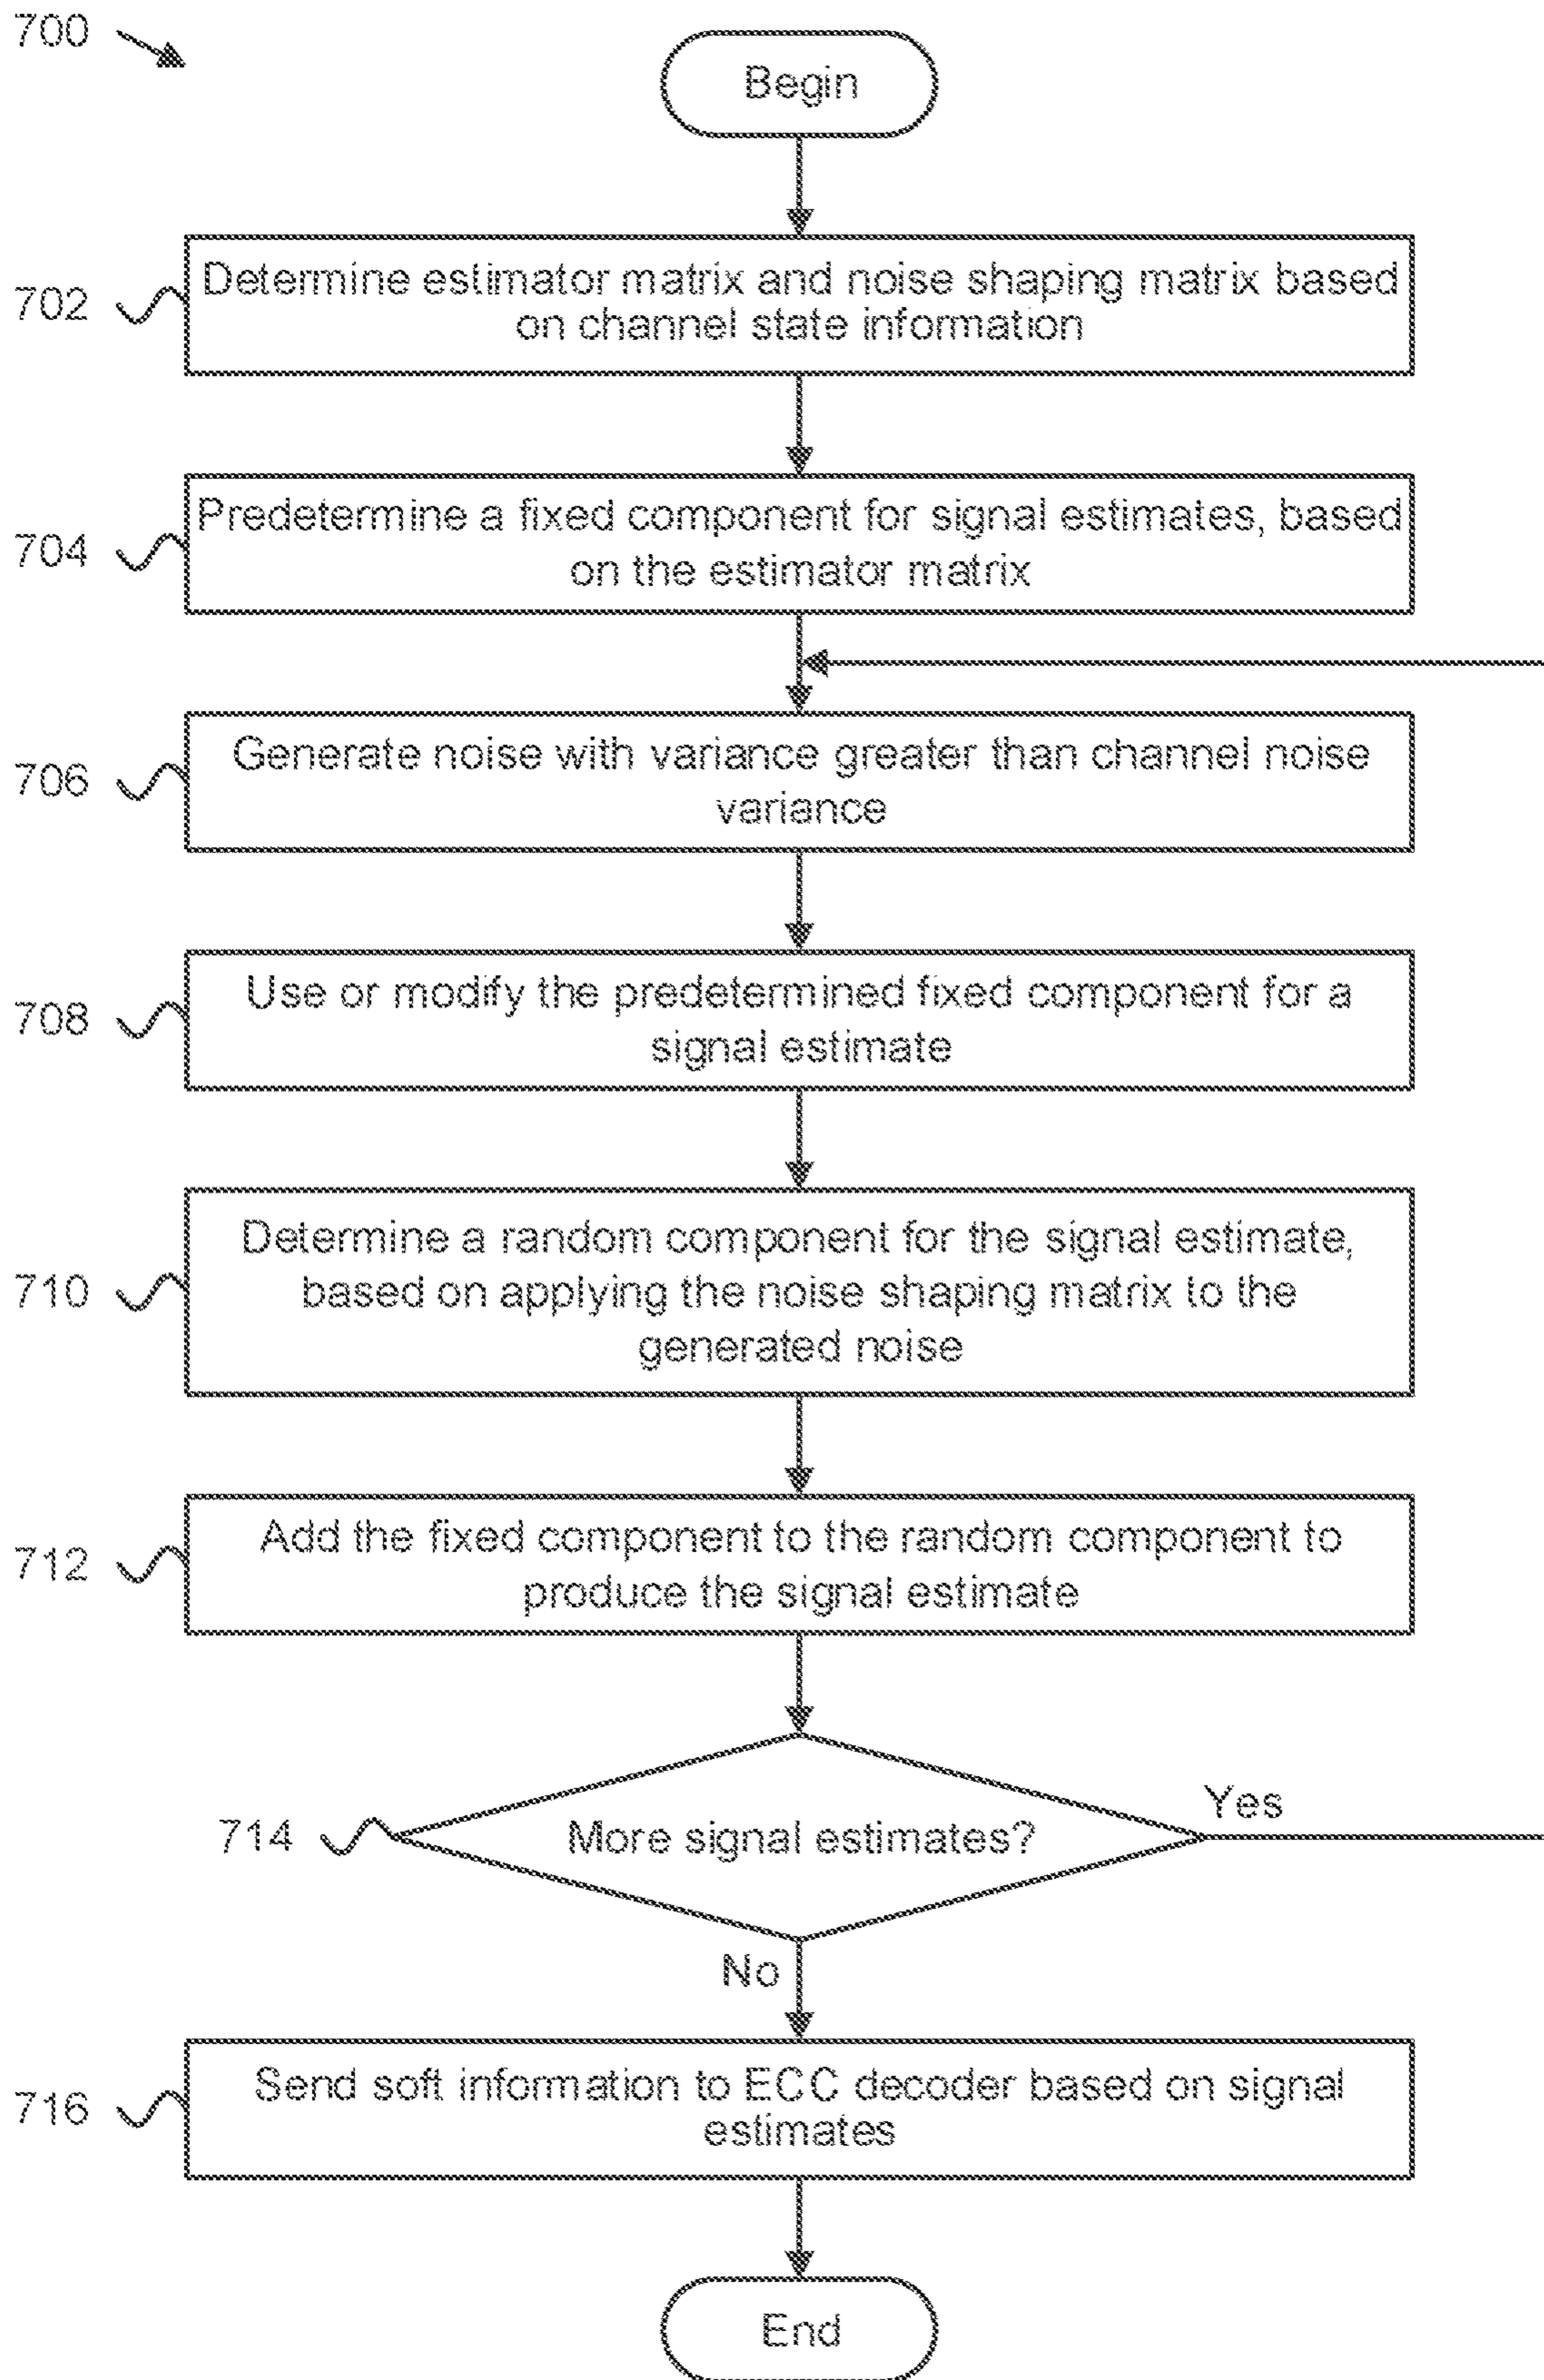 700
Begin
702
Determine estimator matrix and noise shaping matrix based
on channel state information
704
Predetermine a fixed component for signal estimates, based
on the estimator matrix
706
Generate noise with variance greater than channel noise
variance
708
Use or modify the predetermined fixed component for a
signal estimate
710
Determine a random component for the signal estimate,
based on applying the noise shaping matrix to the
generated noise
712
Add the fixed component to the random component to
produce the signal estimate
714
More signal estimates?
Yes
No
716
Send soft information to ECC decoder based on signal
estimates
End